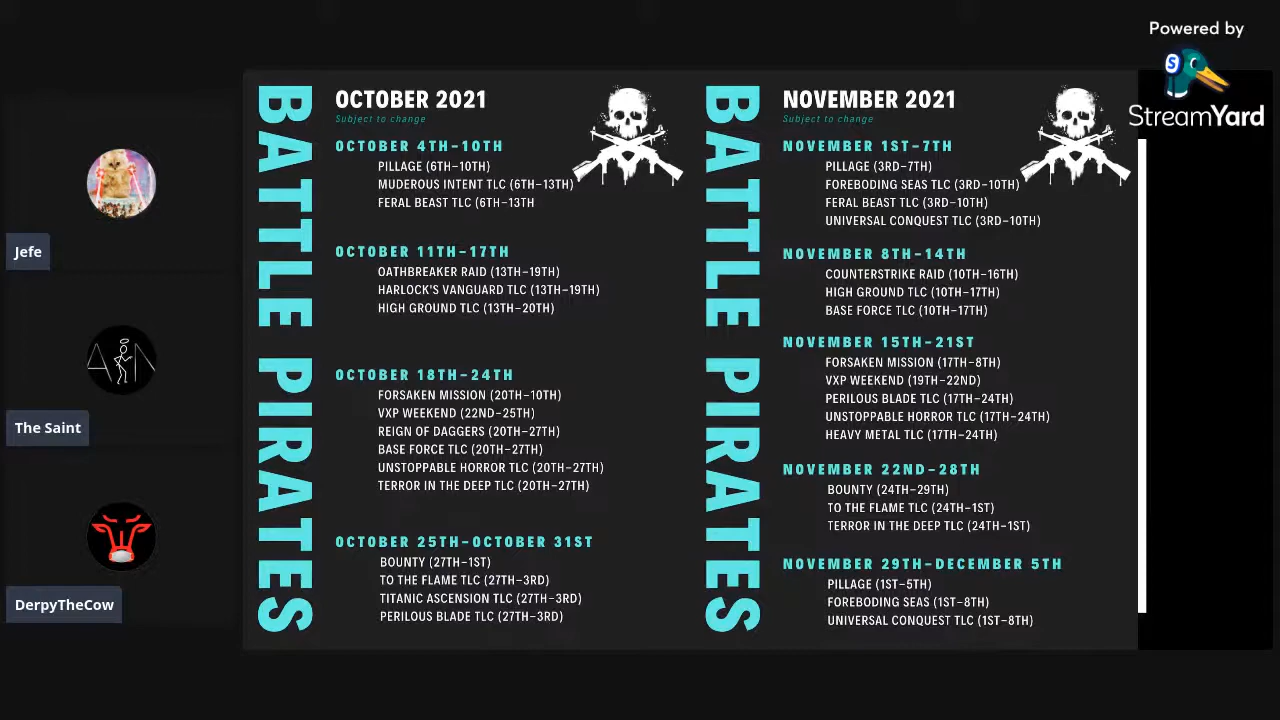 Powered by
StreamYard
Jefe
The Saint
DerpyTheCow
BATTLE PIRATES
OCTOBER 2021
Subject to change
OCTOBER 4TH-10TH
PILLAGE (6TH-10TH)
MUDEROUS INTENT TLC (6TH-13TH)
FERAL BEAST TLC (6TH-13TH
OCTOBER 11TH-17TH
OATHBREAKER RAID (13TH-19TH)
HARLOCK'S VANGUARD TLC (13TH-19TH)
HIGH GROUND TLC (13TH-20TH)
OCTOBER 18TH-24TH
FORSAKEN MISSION (20TH-10TH)
VXP WEEKEND (22ND-25TH)
REIGN OF DAGGERS (20TH-27TH)
BASE FORCE TLC (20TH-27TH)
UNSTOPPABLE HORROR TLC (20TH-27TH)
TERROR IN THE DEEP TLC (20TH-27TH)
OCTOBER 25TH-OCTOBER 31ST
BOUNTY (27TH-1ST)
TO THE FLAME TLC (27TH-3RD)
TITANIC ASCENSION TLC (27TH-3RD)
PERILOUS BLADE TLC (27TH-3RD)
BATTLE PIRATES
NOVEMBER 2021
Subject to change
NOVEMBER 1ST-7TH
PILLAGE (3RD-7TH)
FOREBODING SEAS TLC (3RD-10TH)
FERAL BEAST TLC (3RD-10TH)
UNIVERSAL CONQUEST TLC (3RD-10TH)
NOVEMBER 8TH-14TH
COUNTERSTRIKE RAID (10TH-16TH)
HIGH GROUND TLC (10TH-17TH)
BASE FORCE TLC (10TH-17TH)
NOVEMBER 15TH-21ST
FORSAKEN MISSION (17TH-8TH)
VXP WEEKEND (19TH-22ND)
PERILOUS BLADE TLC (17TH-24TH)
UNSTOPPABLE HORROR TLC (17TH-24TH)
HEAVY METAL TLC (17TH-24TH)
NOVEMBER 22ND-28TH
BOUNTY (24TH-29TH)
TO THE FLAME TLC (24TH-1ST)
TERROR IN THE DEEP TLC (24TH-1ST)
NOVEMBER 29TH-DECEMBER 5TH
PILLAGE (1ST-5TH)
FOREBODING SEAS (1ST-8TH)
UNIVERSAL CONQUEST TLC (1ST-8TH)